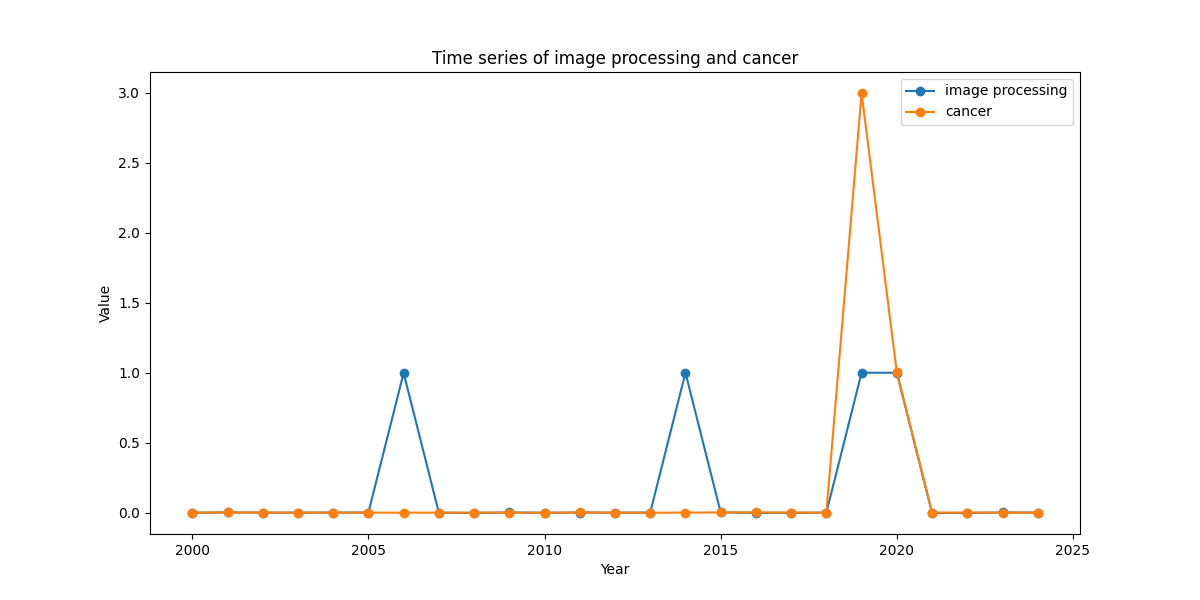 Time series of image processing and cancer
image processing
cancer
3.0
2.5
2.0
1.5
1.0
0.5
0.0
Value
2000 2005 2010 2015 2020 2025
Year